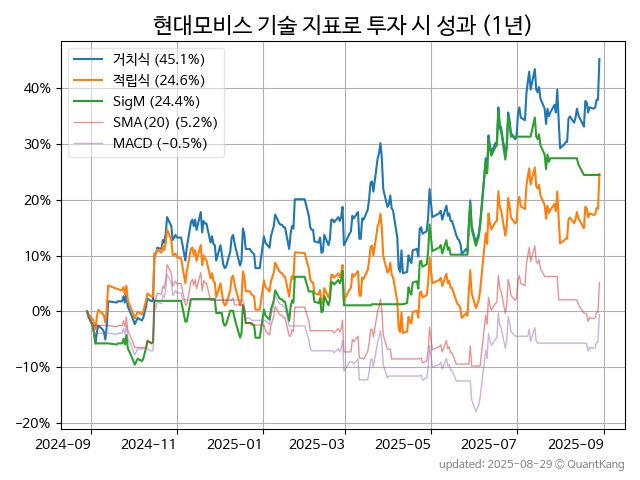 현대모비스 기술 지표로 투자 시 성과 (1년)
거치식 (45.1%)
적립식 (24.6%)
SigM (24.4%)
SMA(20) (5.2%)
MACD (−0.5%)
40%
30%
20%
10%
0%
−10%
−20%
2024-09 2024-11 2025-01 2025-03 2025-05 2025-07 2025-09
updated: 2025-08-29 © QuantKang